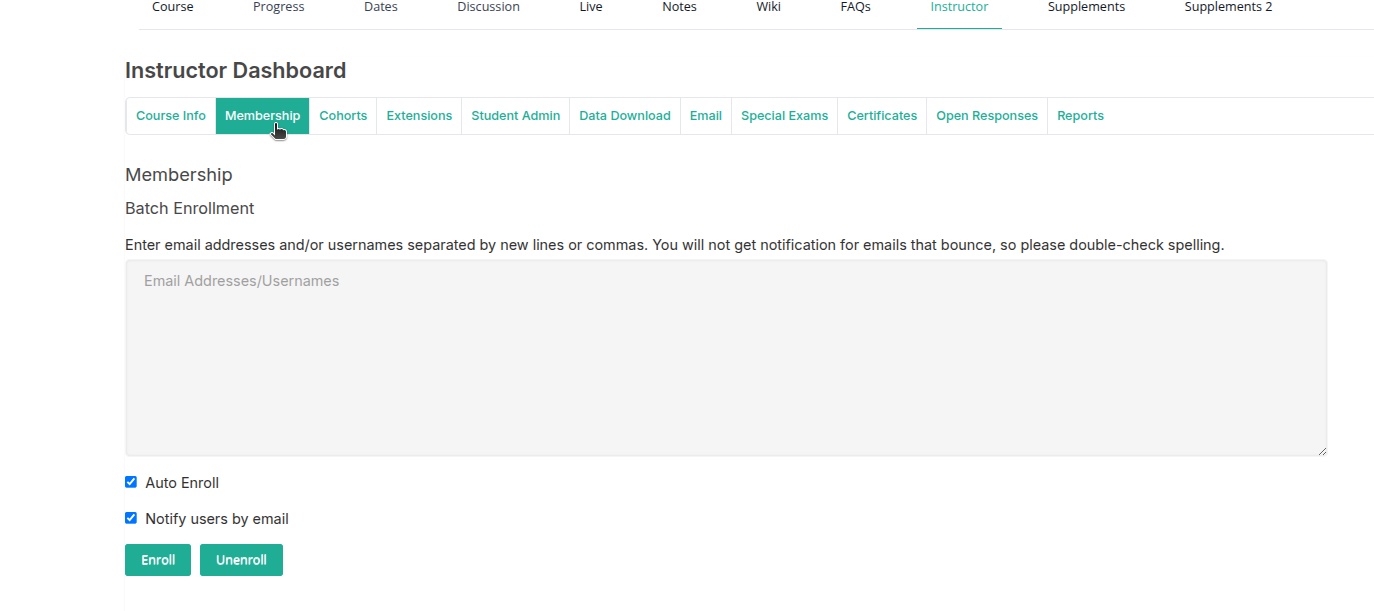 Course Progress Dates Discussion Live Notes Wiki FAQs Instructor Supplements Supplements 2
Instructor Dashboard
Course Info Membership Cohorts Extensions Student Admin Data Download Email Special Exams Certificates Open Responses Reports
Membership
Batch Enrollment
Enter email addresses and/or usernames separated by new lines or commas. You will not get notification for emails that bounce, so please double-check spelling.
Email Addresses/Usernames
Auto Enroll
Notify users by email
Enroll Unenroll